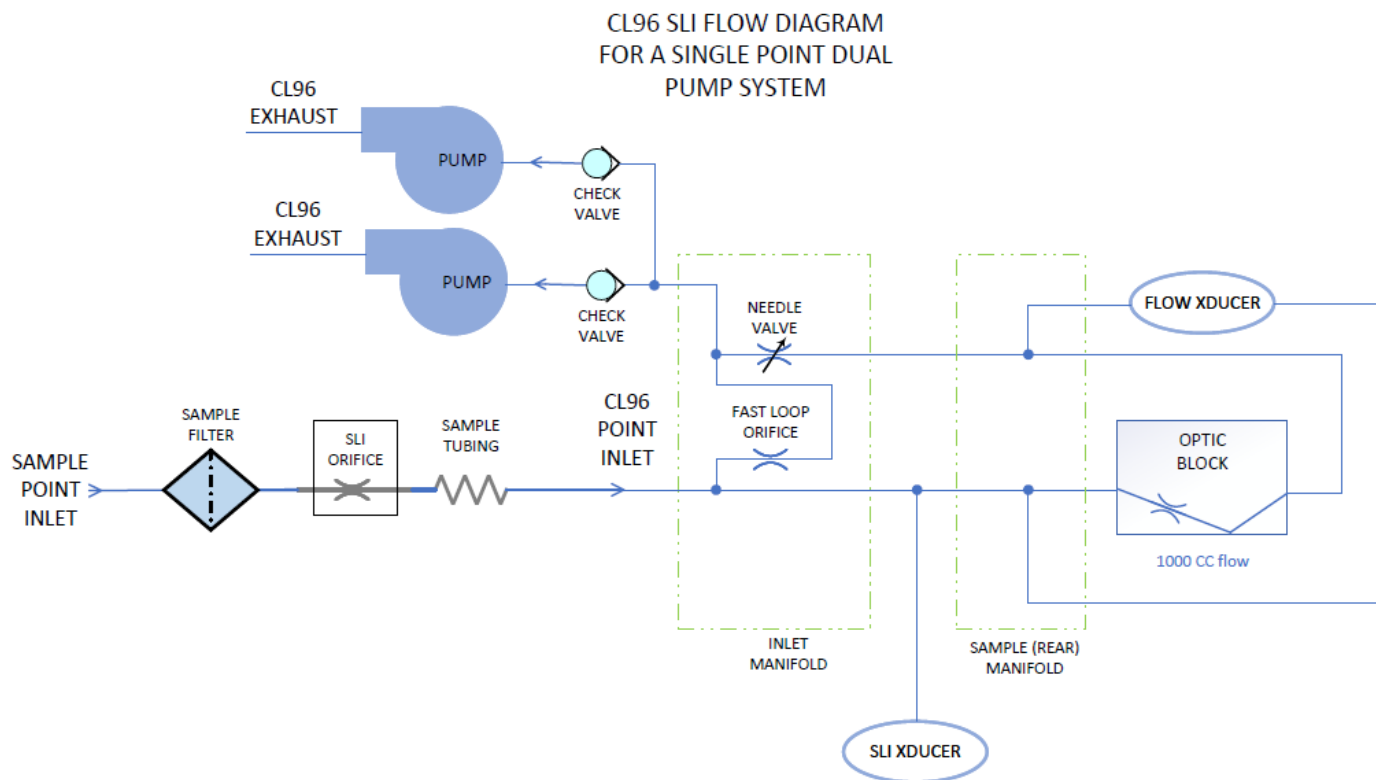 CL96 SLI FLOW DIAGRAM
FOR A SINGLE POINT DUAL
PUMP SYSTEM
CL96
EXHAUST
PUMP
CHECK
VALVE
CL96
EXHAUST
PUMP
CHECK
VALVE
NEEDLE
VALVE
FLOW XDUCER
SAMPLE
FILTER
SLI
ORIFICE
SAMPLE
TUBING
CL96
POINT
INLET
FAST LOOP
ORIFICE
OPTIC
BLOCK
SAMPLE
POINT
INLET
1000 CC flow
INLET
MANIFOLD
SAMPLE (REAR)
MANIFOLD
SLI XDUCER